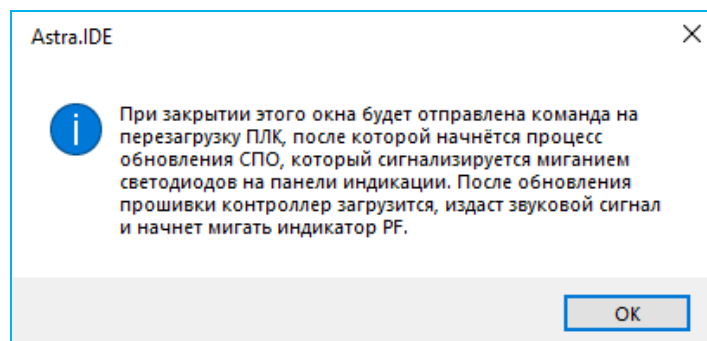 Astra.IDE
При закрытии этого окна будет отправлена команда на
перезагрузку ПЛК, после которой начнётся процесс
обновления СПО, который сигнализируется миганием
светодиодов на панели индикации. После обновления
прошивки контроллер загрузится, издаст звуковой сигнал
и начнет мигать индикатор PF.
ОК